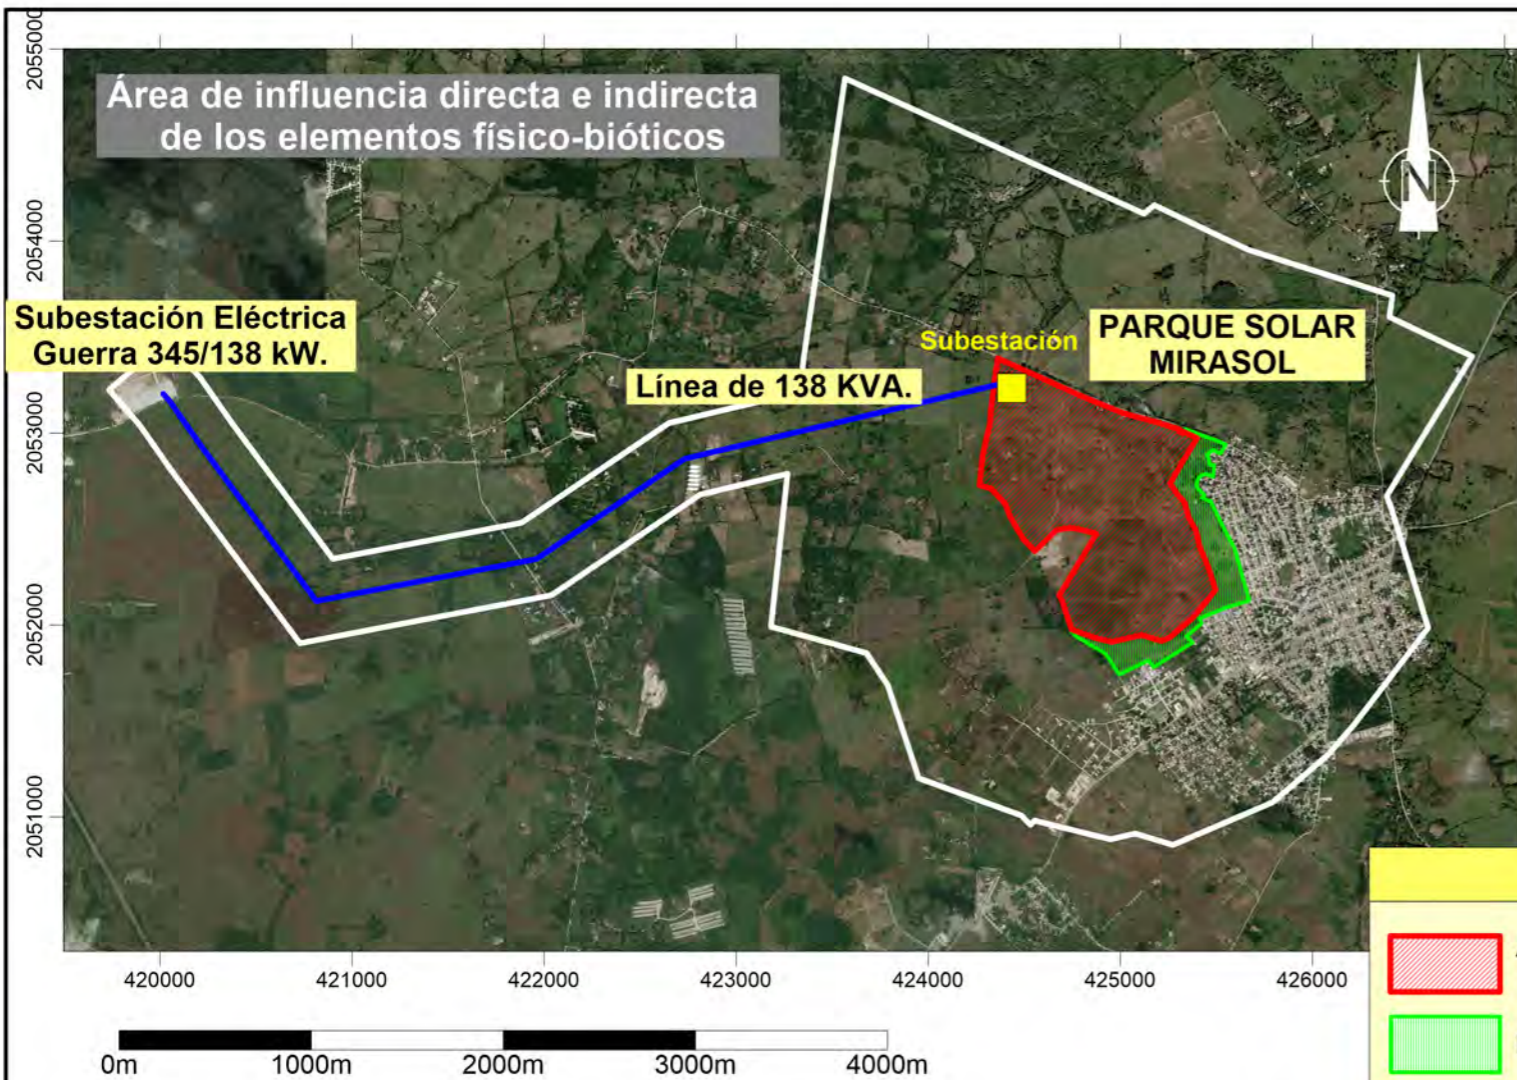 Área de influencia directa e indirecta
de los elementos físico-bióticos
N
Subestación Eléctrica
Guerra 345/138 kW.
Línea de 138 KVA.
Subestación
PARQUE SOLAR
MIRASOL
2055000
2054000
2053000
2052000
2051000
420000
421000
422000
423000
424000
425000
426000
0m
1000m
2000m
3000m
4000m